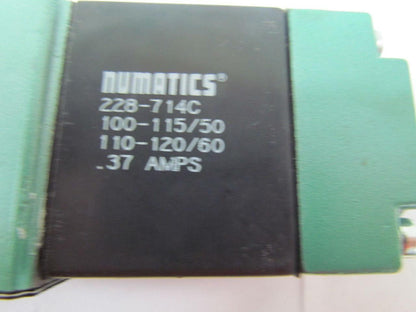 NUMATICS®
228-714C
100-115/50
110-120/60
.37 AMPS